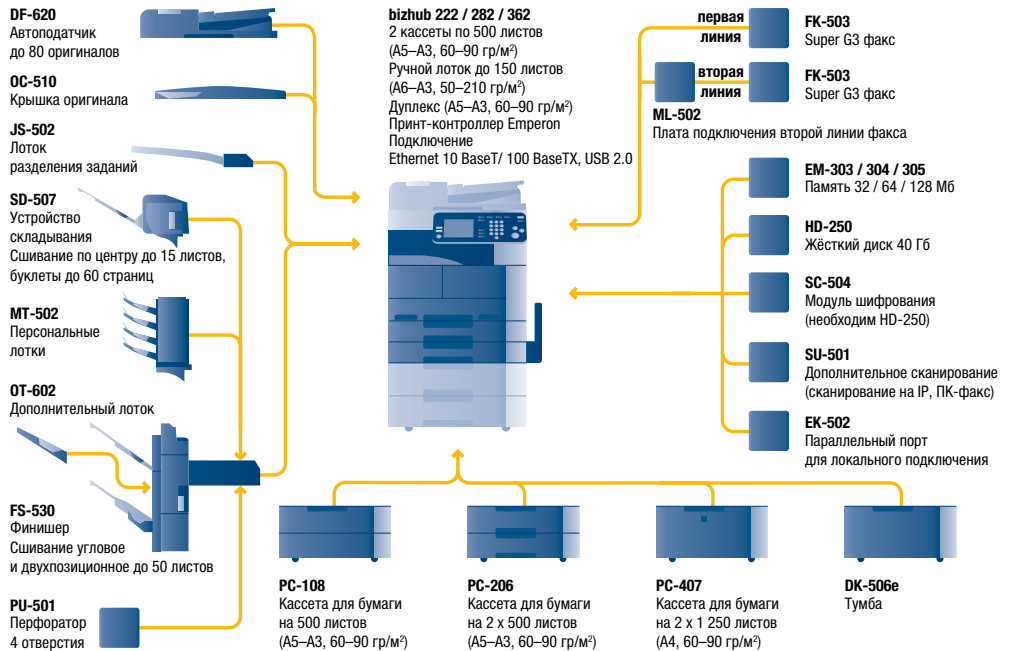 DF-620
Автоподатчик
до 80 оригиналов
OC-510
Крышка оригинала
JS-502
Лоток
разделения заданий
SD-507
Устройство
складывания
Сшивание по центру до 15 листов,
буклеты до 60 страниц
MT-502
Персональные
лотки
OT-602
Дополнительный лоток
FS-530
Финишер
Сшивание угловое
и двухпозиционное до 50 листов
PU-501
Перфоратор
4 отверстия
bizhub 222 / 282 / 362
2 кассеты по 500 листов
(A5–A3, 60–90 гр/м²)
Ручной лоток до 150 листов
(A6–A3, 50–210 гр/м²)
Дуплекс (A5–A3, 60–90 гр/м²)
Принт-контроллер Emperon
Подключение
Ethernet 10 BaseT/ 100 BaseTX, USB 2.0
первая
линия
FK-503
Super G3 факс
вторая
линия
FK-503
Super G3 факс
ML-502
Плата подключения второй линии факса
EM-303 / 304 / 305
Память 32 / 64 / 128 Мб
HD-250
Жёсткий диск 40 Гб
SC-504
Модуль шифрования
(необходим HD-250)
SU-501
Дополнительное сканирование
(сканирование на IP, ПК-факс)
EK-502
Параллельный порт
для локального подключения
PC-108
Кассета для бумаги
на 500 листов
(A5–A3, 60–90 гр/м²)
PC-206
Кассета для бумаги
на 2 x 500 листов
(A5–A3, 60–90 гр/м²)
PC-407
Кассета для бумаги
на 2 x 1 250 листов
(A4, 60–90 гр/м²)
DK-506e
Тумба